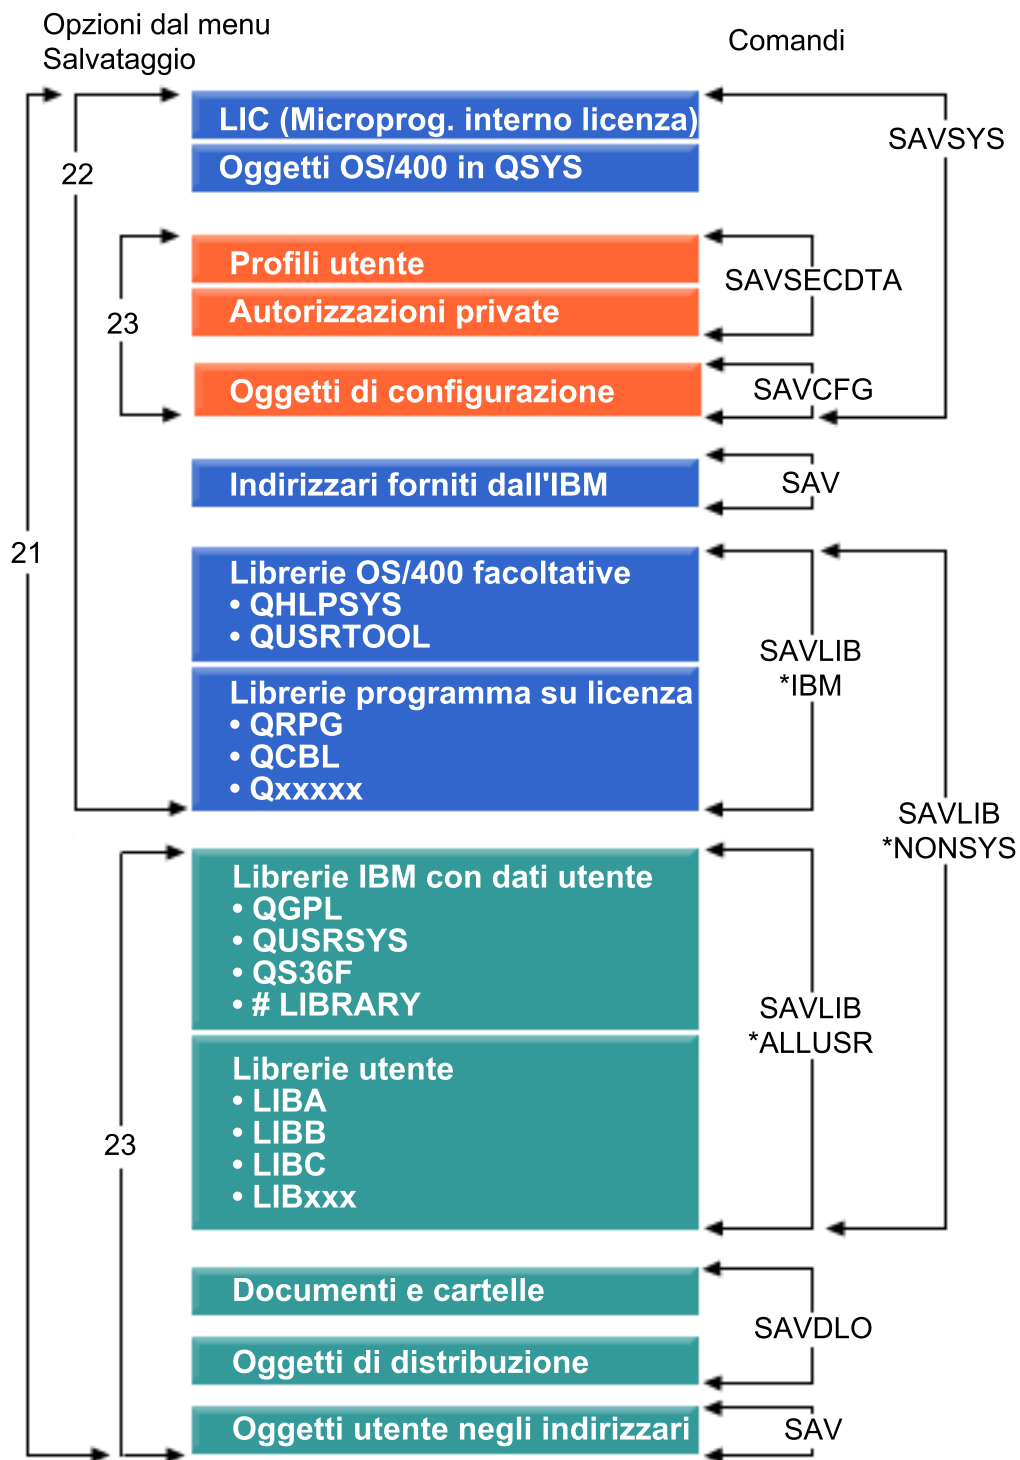 Opzioni dal menu
Salvataggio
Comandi
LIC (Microprog. interno licenza)
Oggetti OS/400 in QSYS
SAVSYS
22
Profili utente
Autorizzazioni private
SAVSECDTA
23
Oggetti di configurazione
SAVCFG
Indirizzari forniti dall'IBM
SAV
21
Librerie OS/400 facoltative
• QHLPSYS
• QUSRTOOL
Librerie programma su licenza
• QRPG
• QCBL
• Qxxxxx
SAVLIB
*IBM
SAVLIB
*NONSYS
Librerie IBM con dati utente
• QGPL
• QUSRSYS
• QS36F
• # LIBRARY
Librerie utente
• LIBA
• LIBB
• LIBC
• LIBxxx
SAVLIB
*ALLUSR
23
Documenti e cartelle
Oggetti di distribuzione
SAVDLO
Oggetti utente negli indirizzari
SAV